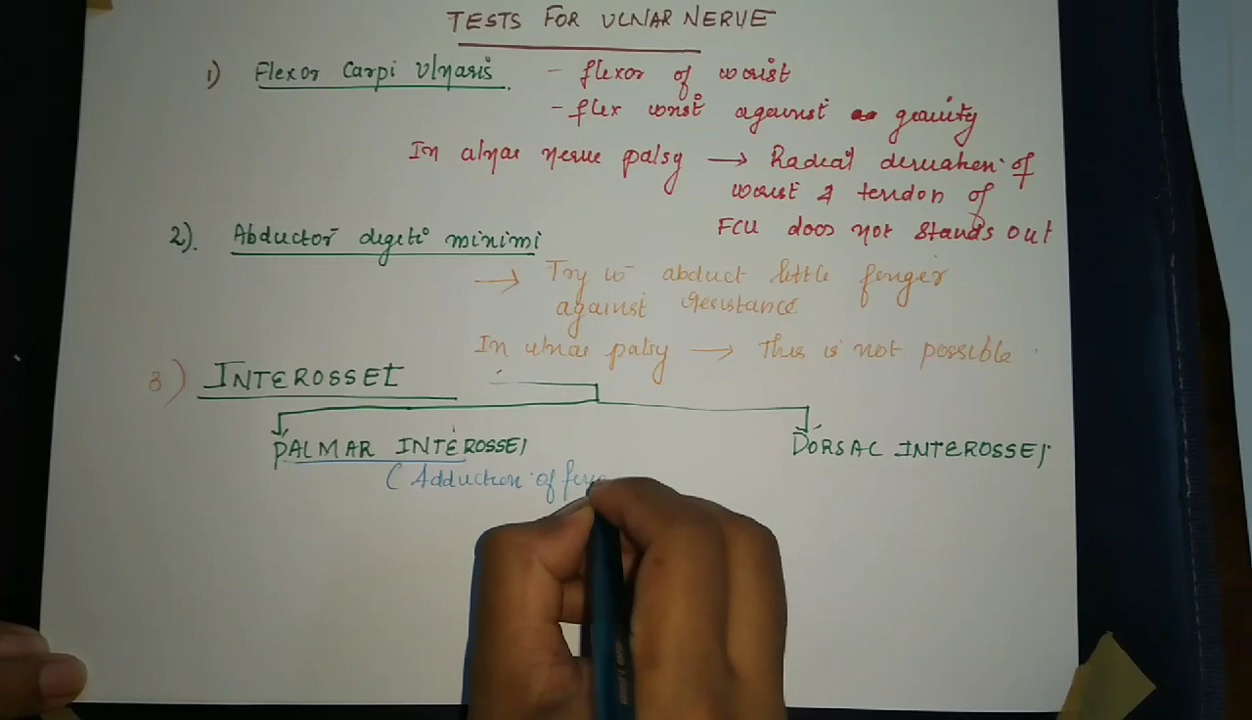 TESTS FOR ULNAR NERVE
1) Flexor Carpi Ulnaris - flexor of wrist
- flex wrist against gravity
In ulnar nerve palsy → Radial deviation of
wrist & tendon of
FCU does not stands out
2). Abductor digiti minimi
→ Try to abduct little finger
against resistance
In ulnar palsy → This is not possible
3) INTEROSSEI
PALMAR INTEROSSEI DORSAL INTEROSSEI
(Adduction of